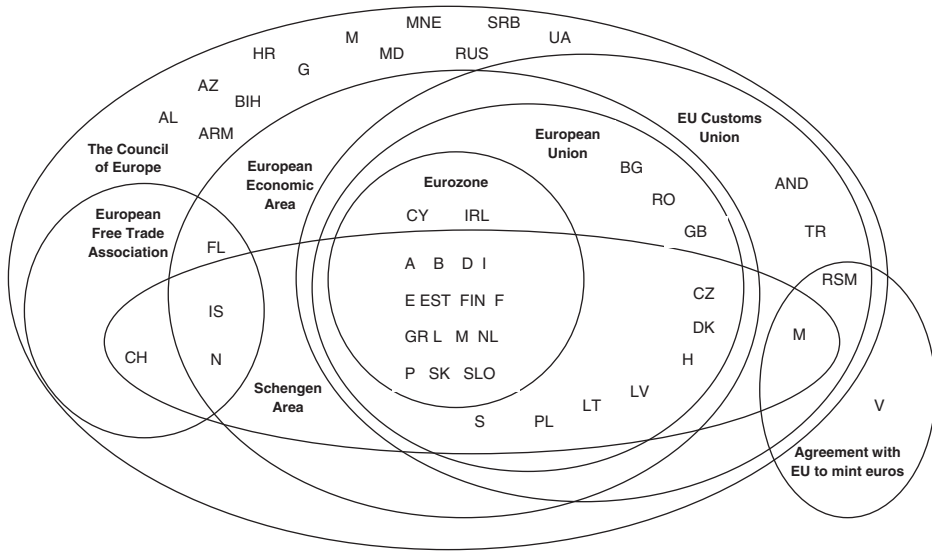 MNE SRB
M UA
HR MD RUS
G
AZ
BIH
AL
ARM
The Council
of Europe
European
Economic
Area
European
Union
EU Customs
Union
Eurozone
BG
AND
RO
CY IRL
GB TR
European
Free Trade
Association
FL
A B D I
RSM
E EST FIN F
CZ
IS
DK
M
GR L M NL
CH N
H
P SK SLO
Schengen
Area
LV
LT
V
S PL
Agreement with
EU to mint euros